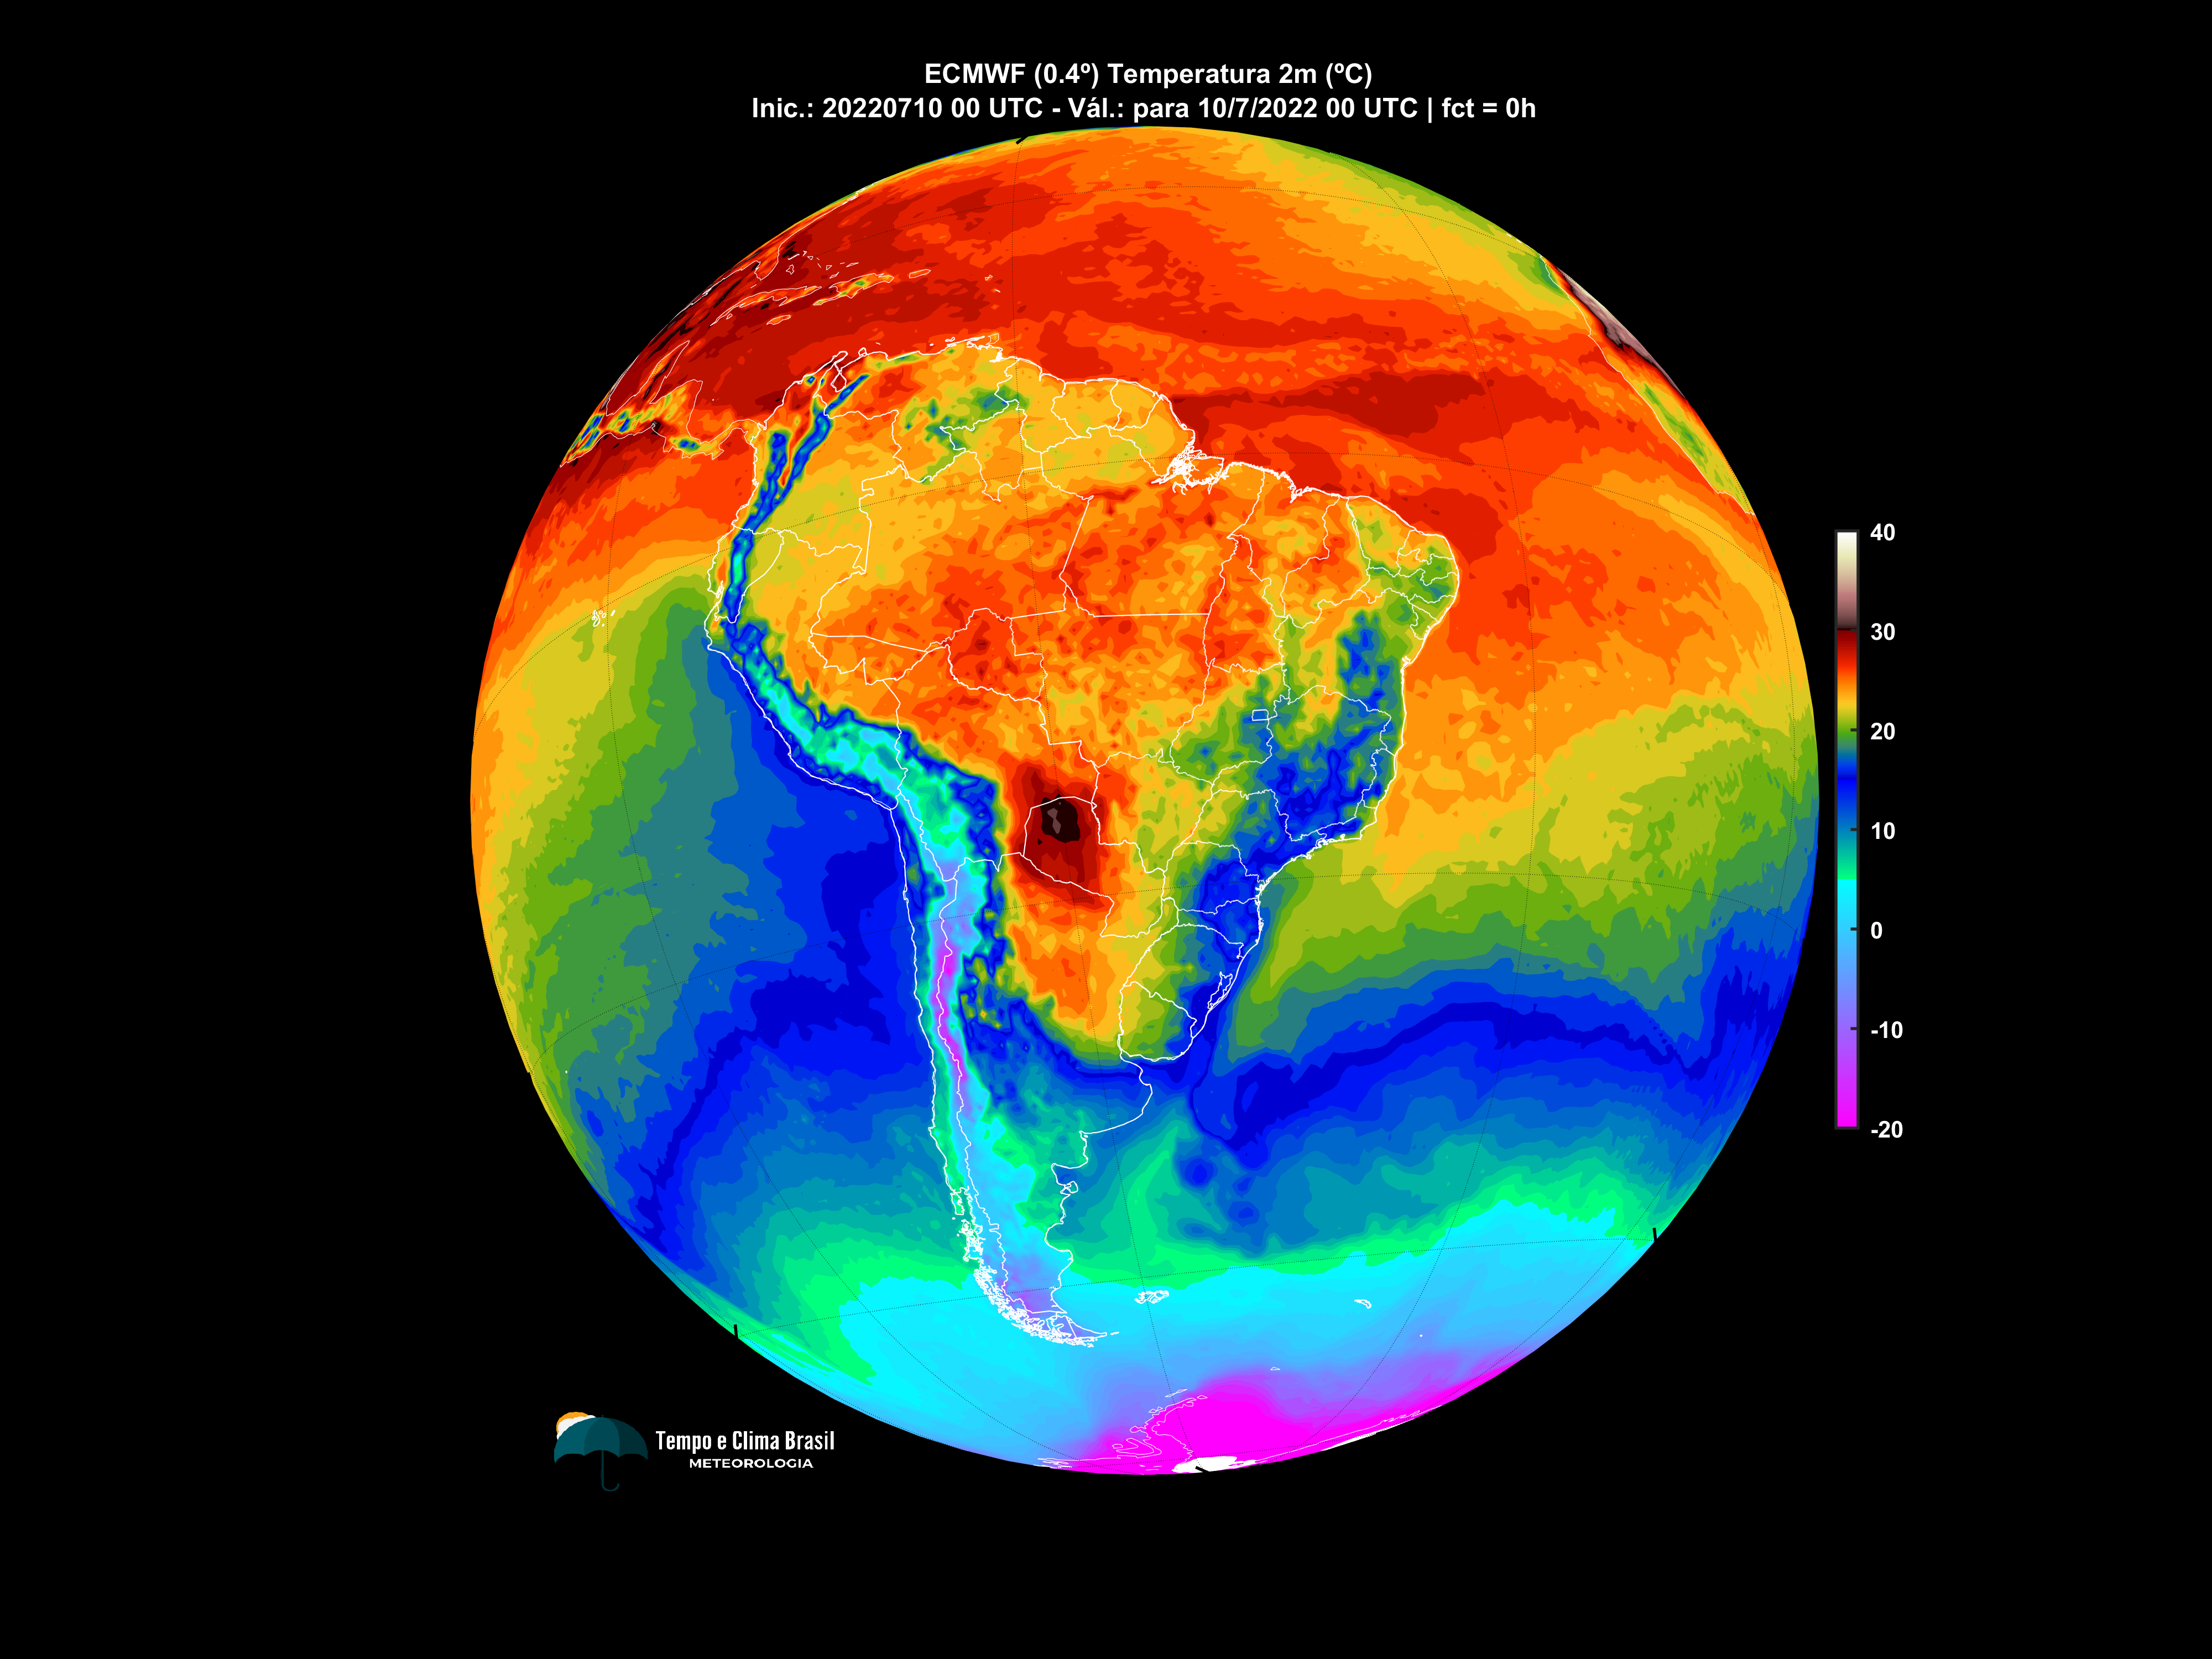 ECMWF (0.4º) Temperatura 2m (ºC)
Inic.: 20220710 00 UTC - Vál.: para 10/7/2022 00 UTC | fct = 0h
40
30
20
10
0
-10
-20
Tempo e Clima Brasil
METEOROLOGIA